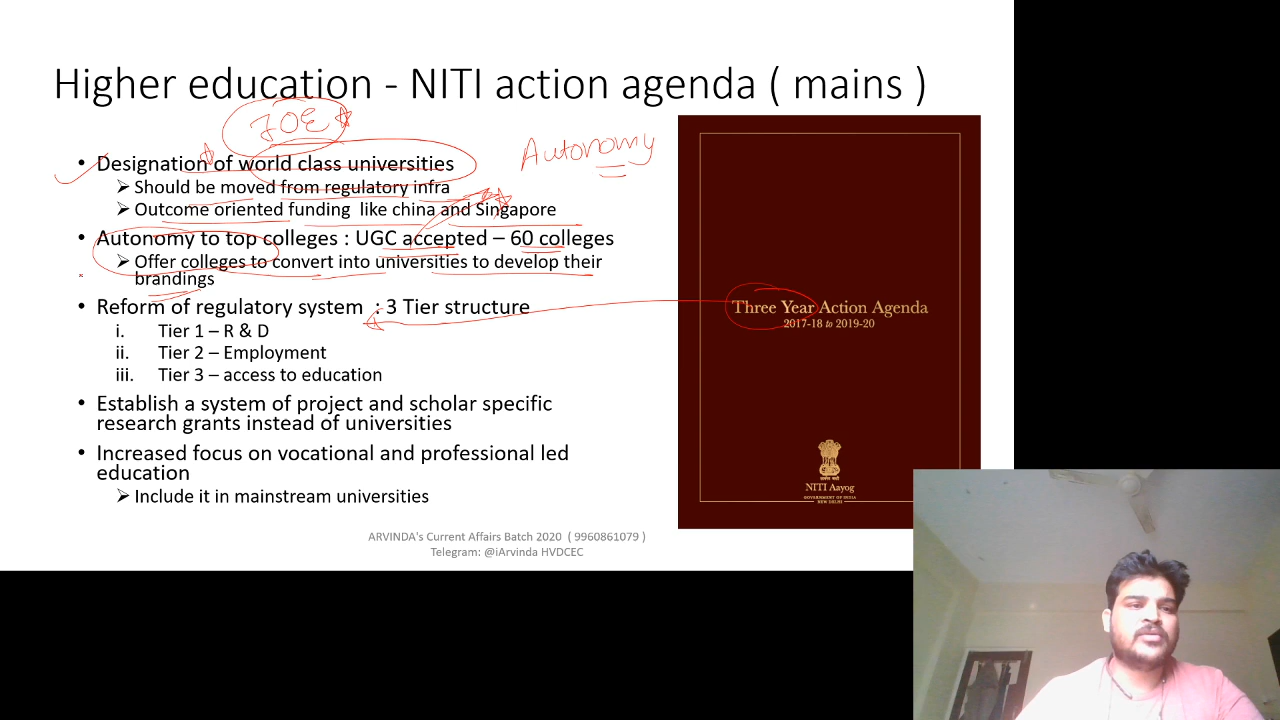 Higher education - NITI action agenda ( mains )
IOE
Autonomy
• Designation of world class universities
➢ Should be moved from regulatory infra
➢ Outcome oriented funding like china and Singapore
• Autonomy to top colleges : UGC accepted – 60 colleges
➢ Offer colleges to convert into universities to develop their
brandings
• Reform of regulatory system : 3 Tier structure
i. Tier 1 – R & D
ii. Tier 2 – Employment
iii. Tier 3 – access to education
• Establish a system of project and scholar specific
research grants instead of universities
• Increased focus on vocational and professional led
education
➢ Include it in mainstream universities
Three Year Action Agenda
2017-18 to 2019-20
NITI Aayog
GOVERNMENT OF INDIA
NEW DELHI
ARVINDA's Current Affairs Batch 2020 ( 9960861079 )
Telegram: @iArvinda HVDCEC